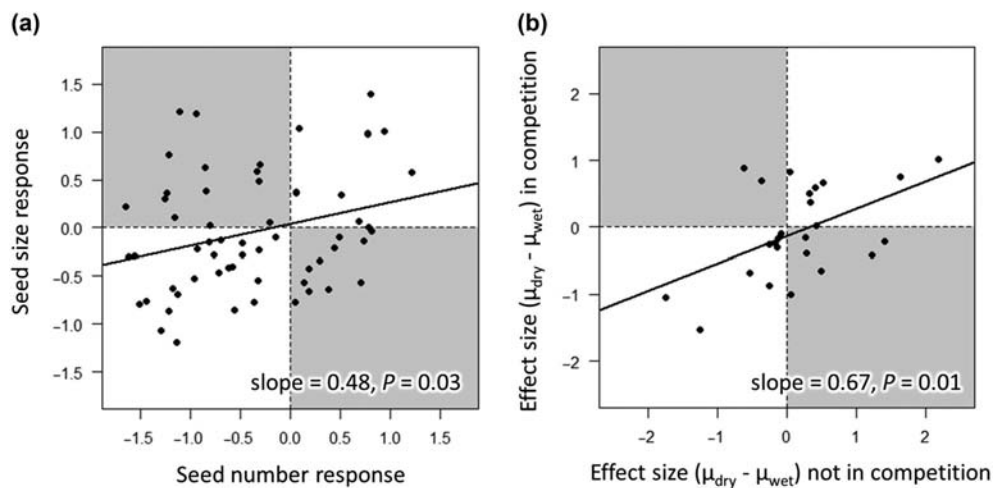 (a)
Seed size response
1.5
1.0
0.5
0.0
−0.5
−1.0
−1.5
slope = 0.48, P = 0.03
−1.5 −1.0 −0.5 0.0 0.5 1.0 1.5
Seed number response
(b)
Effect size (μdry - μwet) in competition
2
1
0
−1
−2
slope = 0.67, P = 0.01
−2 −1 0 1 2
Effect size (μdry - μwet) not in competition